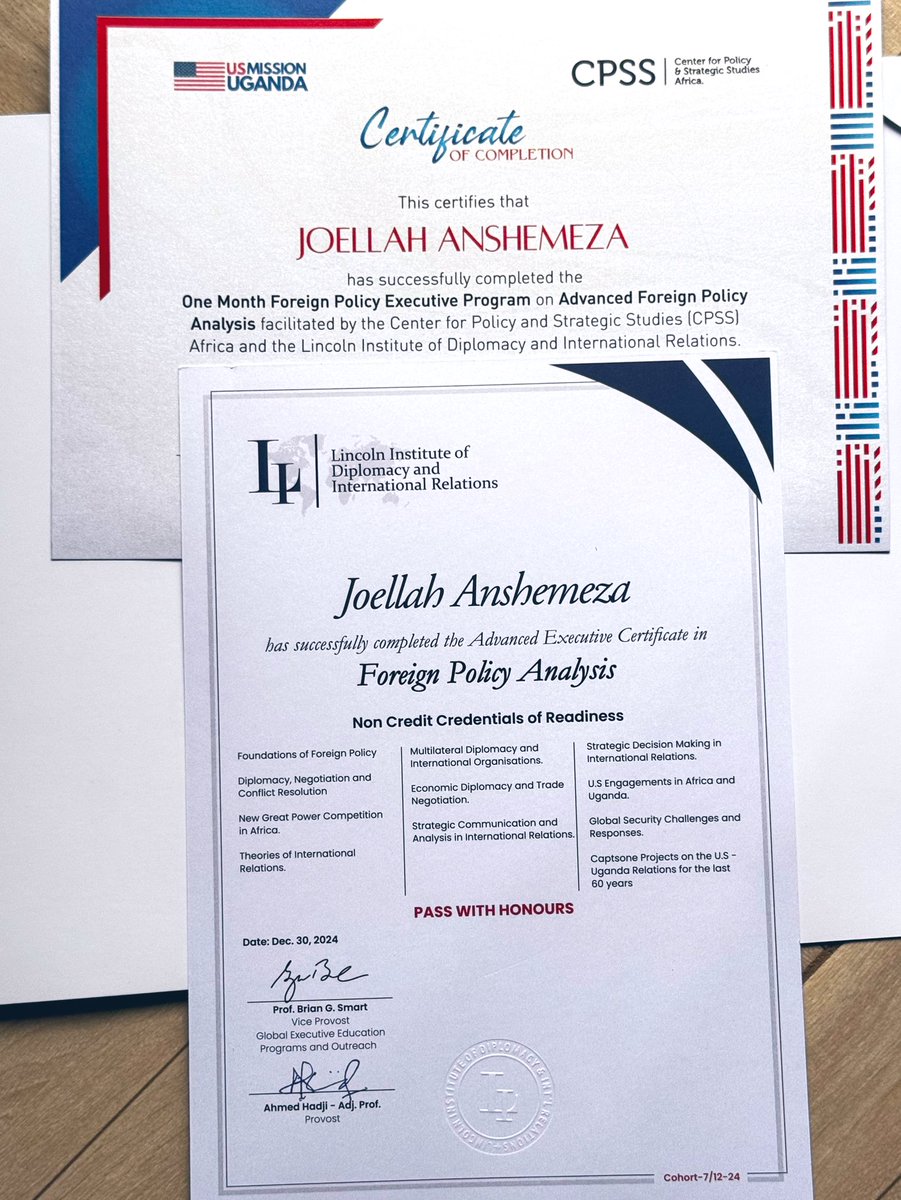 US MISSION
UGANDA
CPSS
Center for Policy
& Strategic Studies
Africa.
Certificate
OF COMPLETION
This certifies that
JOELLAH ANSHEMEZA
has successfully completed the
One Month Foreign Policy Executive Program on Advanced Foreign Policy
Analysis facilitated by the Center for Policy and Strategic Studies (CPSS)
Africa and the Lincoln Institute of Diplomacy and International Relations.
LI
Lincoln Institute of
Diplomacy and
International Relations
Joellah Anshemeza
has successfully completed the Advanced Executive Certificate in
Foreign Policy Analysis
Non Credit Credentials of Readiness
Foundations of Foreign Policy
Diplomacy, Negotiation and
Conflict Resolution
New Great Power Competition
in Africa.
Theories of International
Relations.
Multilateral Diplomacy and
International Organisations.
Economic Diplomacy and Trade
Negotiation.
Strategic Communication and
Analysis in International Relations.
Strategic Decision Making in
International Relations.
U.S Engagements in Africa and
Uganda.
Global Security Challenges and
Responses.
Captsone Projects on the U.S -
Uganda Relations for the last
60 years
PASS WITH HONOURS
Date: Dec. 30, 2024
Prof. Brian G. Smart
Vice Provost
Global Executive Education
Programs and Outreach
Ahmed Hadji - Adj. Prof.
Provost
LINCOLN INSTITUTE OF DIPLOMACY & INT'L RELATIONS
Cohort-7/12-24